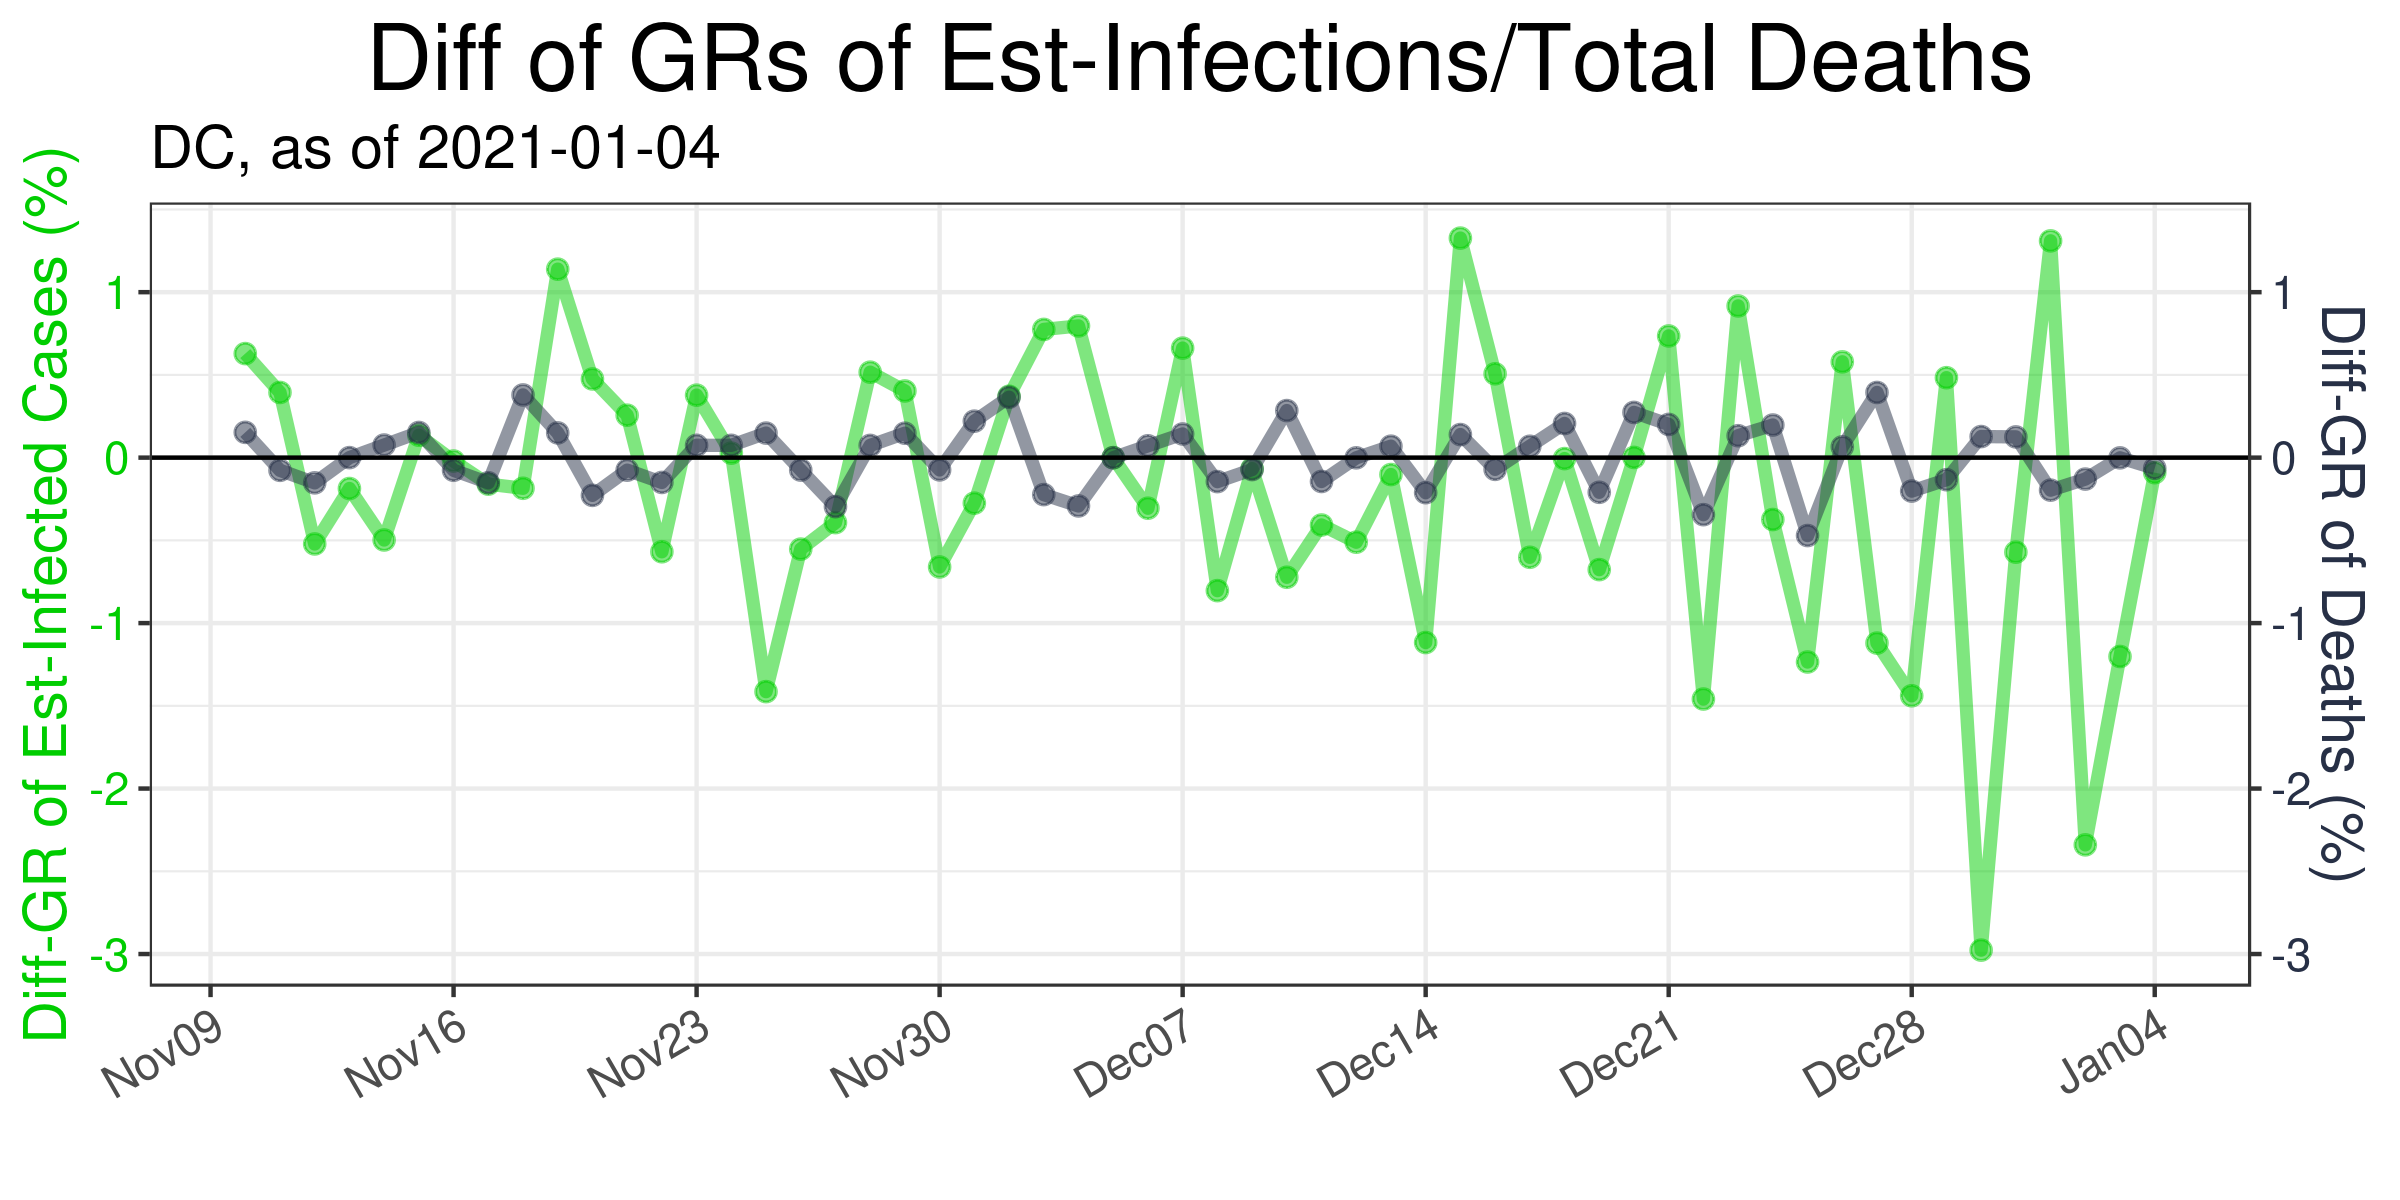 Diff of GRs of Est-Infections/Total Deaths
DC, as of 2021-01-04
Diff-GR of Est-Infected Cases (%)
1
0
-1
-2
-3
1
0
-1
-2
-3
Diff-GR of Deaths (%)
Nov09
Nov16
Nov23
Nov30
Dec07
Dec14
Dec21
Dec28
Jan04